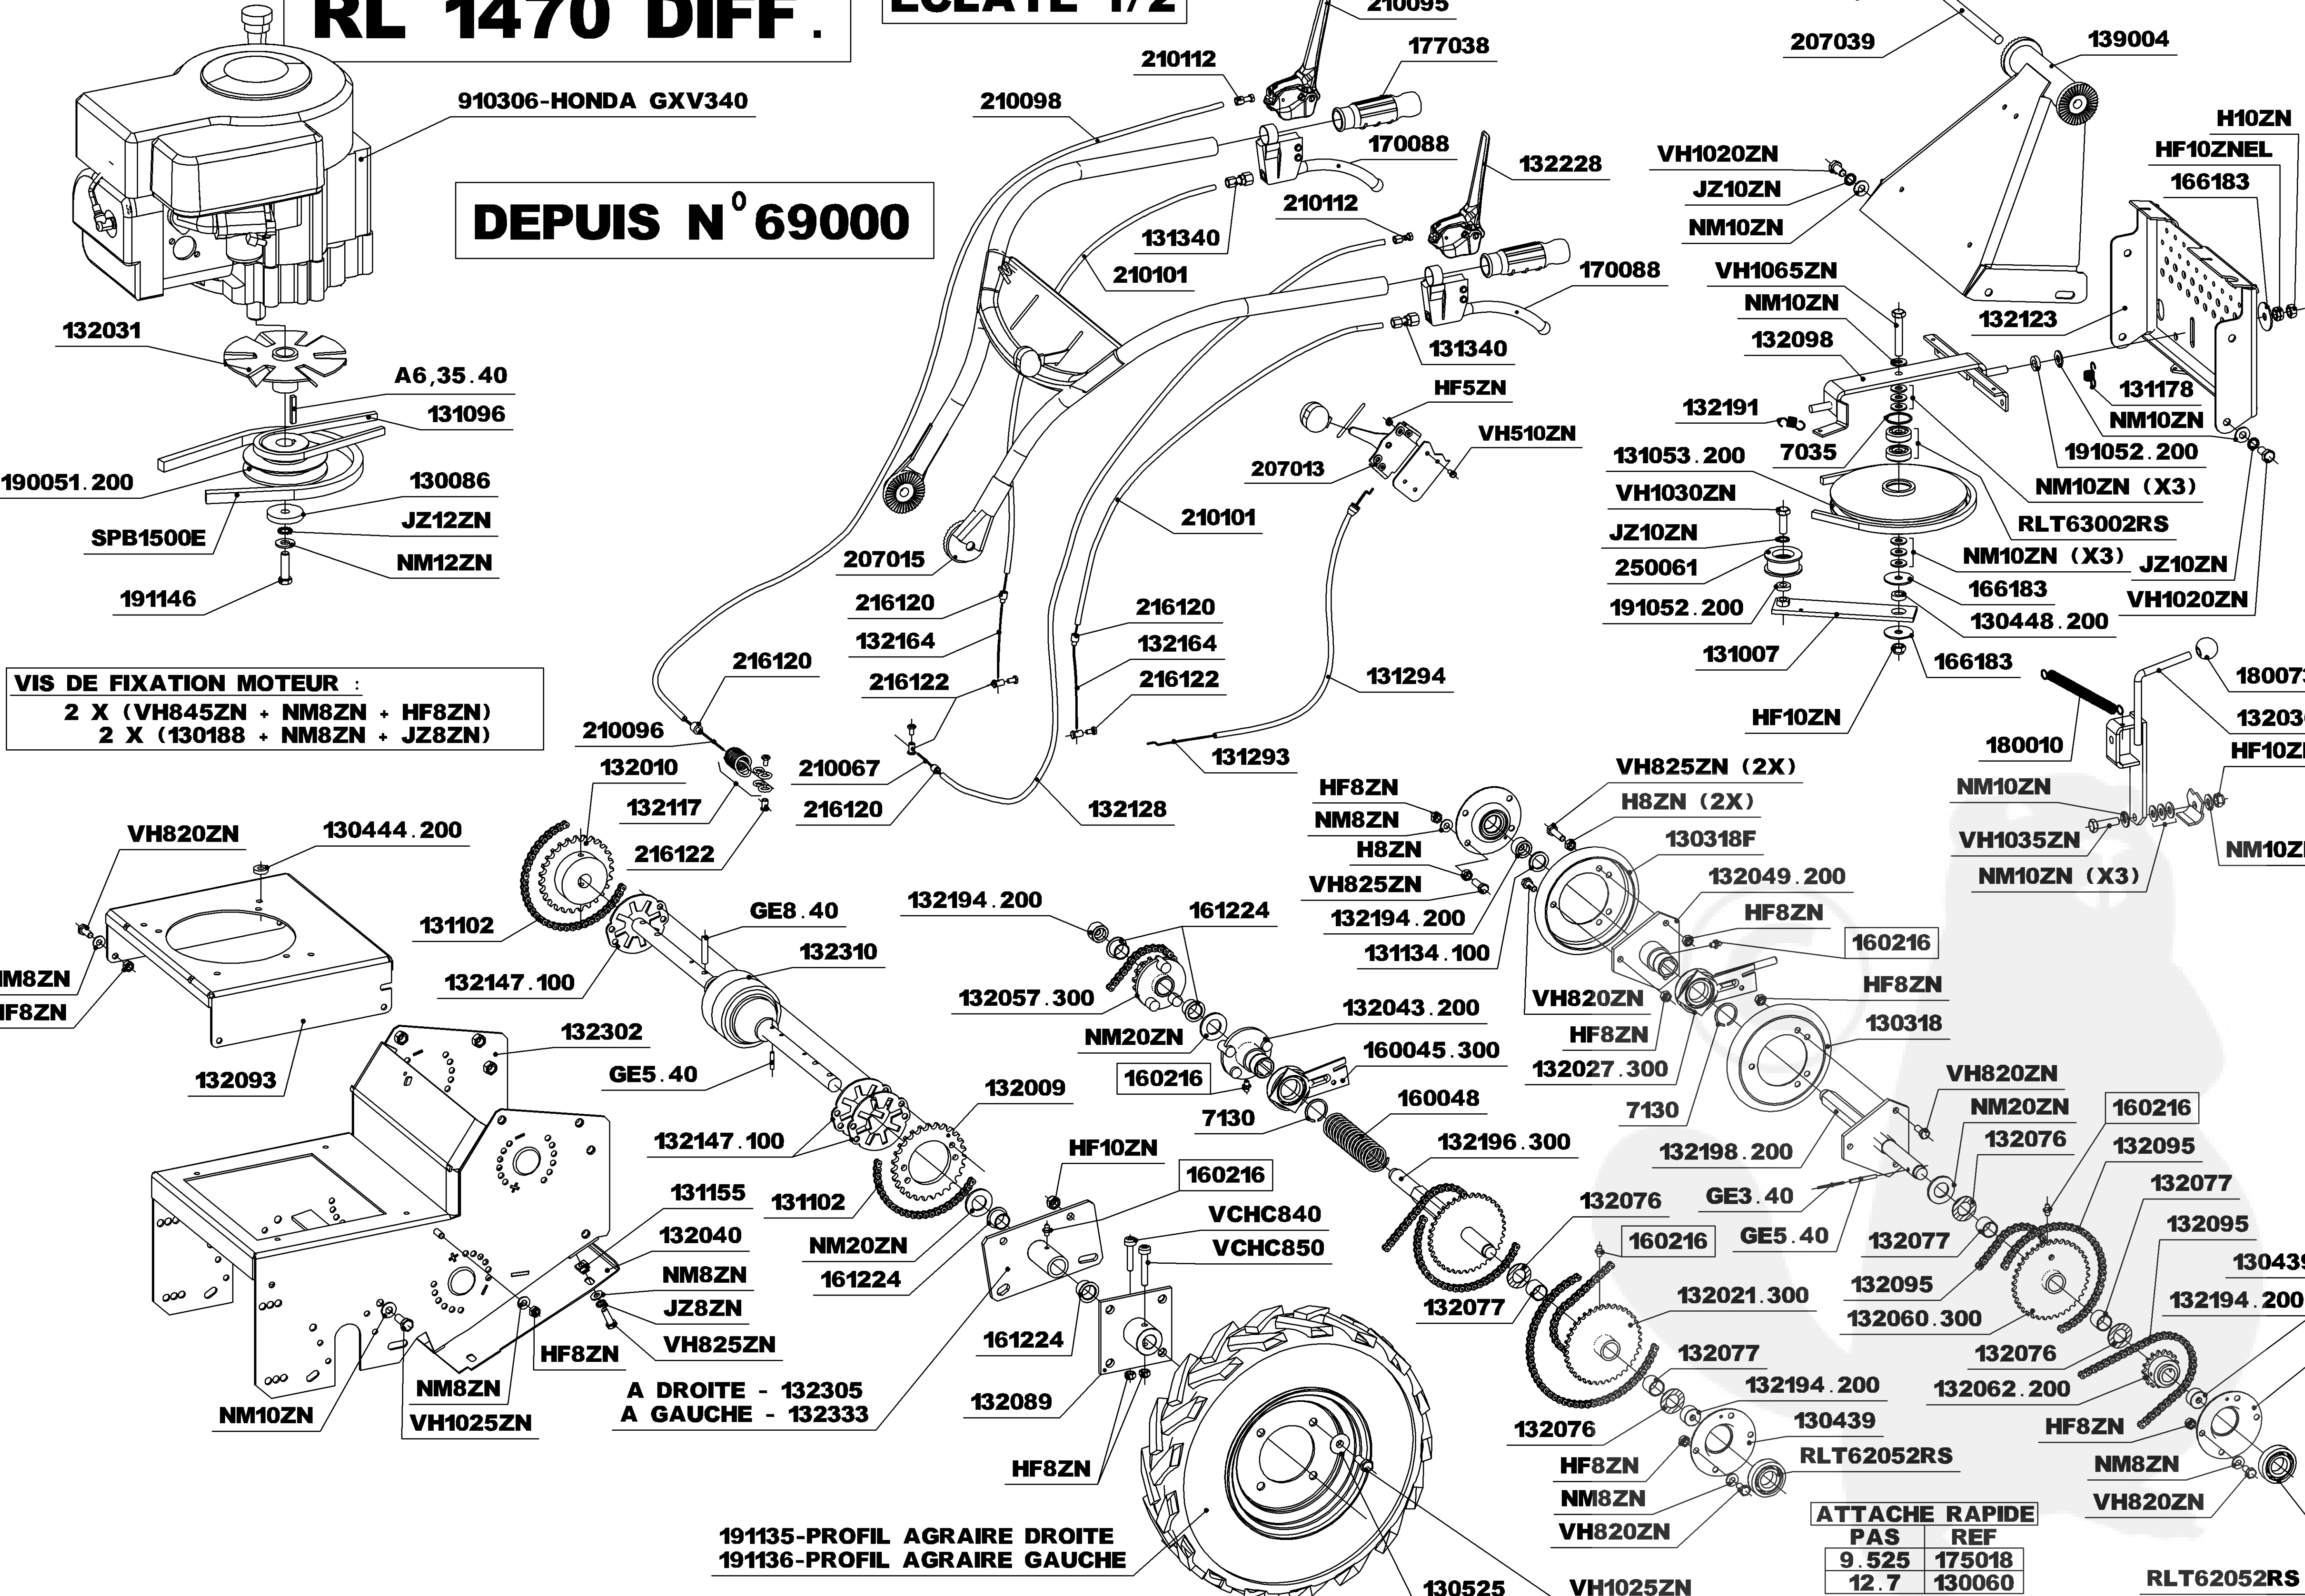 RL 1470 DIFF.
ECLATE 1/2
210095
177038
210112
207039
139004
910306-HONDA GXV340
210098
H10ZN
170088
132228
VH1020ZN
HF10ZNEL
JZ10ZN
166183
DEPUIS N° 69000
210112
NM10ZN
131340
210101
170088
VH1065ZN
NM10ZN
132123
132031
132098
131340
A6,35.40
HF5ZN
131178
131096
132191
NM10ZN
VH510ZN
7035
191052.200
190051.200
130086
207013
131053.200
NM10ZN (X3)
VH1030ZN
SPB1500E
JZ12ZN
210101
RLT63002RS
JZ10ZN
NM12ZN
207015
NM10ZN (X3)
JZ10ZN
250061
166183
191146
216120
216120
191052.200
VH1020ZN
132164
132164
130448.200
216120
131007
166183
216122
216122
131294
180073
VIS DE FIXATION MOTEUR :
2 X (VH845ZN + NM8ZN + HF8ZN)
2 X (130188 + NM8ZN + JZ8ZN)
HF10ZN
210096
180010
131293
132010
210067
VH825ZN (2X)
HF8ZN
NM10ZN
132117
216120
132128
H8ZN (2X)
VH820ZN
130444.200
NM8ZN
130318F
VH1035ZN
216122
H8ZN
NM10ZN (X3)
VH825ZN
132049.200
132194.200
161224
GE8.40
132194.200
HF8ZN
131102
160216
132310
131134.100
132147.100
132057.300
VH820ZN
HF8ZN
132043.200
HF8ZN
130318
132302
NM20ZN
160045.300
132027.300
132093
GE5.40
160216
VH820ZN
132009
160048
7130
7130
NM20ZN
160216
132147.100
HF10ZN
132196.300
132198.200
132076
132095
160216
131155
131102
132076
GE3.40
132077
132040
VCHC840
132095
NM20ZN
VCHC850
160216
GE5.40
132077
NM8ZN
161224
132095
JZ8ZN
132077
132021.300
132194.200
HF8ZN
VH825ZN
161224
132060.300
132077
132076
NM8ZN
A DROITE - 132305
A GAUCHE - 132333
132089
132194.200
132062.200
NM10ZN
VH1025ZN
132076
130439
HF8ZN
HF8ZN
HF8ZN
RLT62052RS
NM8ZN
NM8ZN
VH820ZN
VH820ZN
191135-PROFIL AGRAIRE DROITE
191136-PROFIL AGRAIRE GAUCHE
ATTACHE RAPIDE
PAS REF
9.525 175018
12.7 130060
130525
VH1025ZN
RLT62052RS